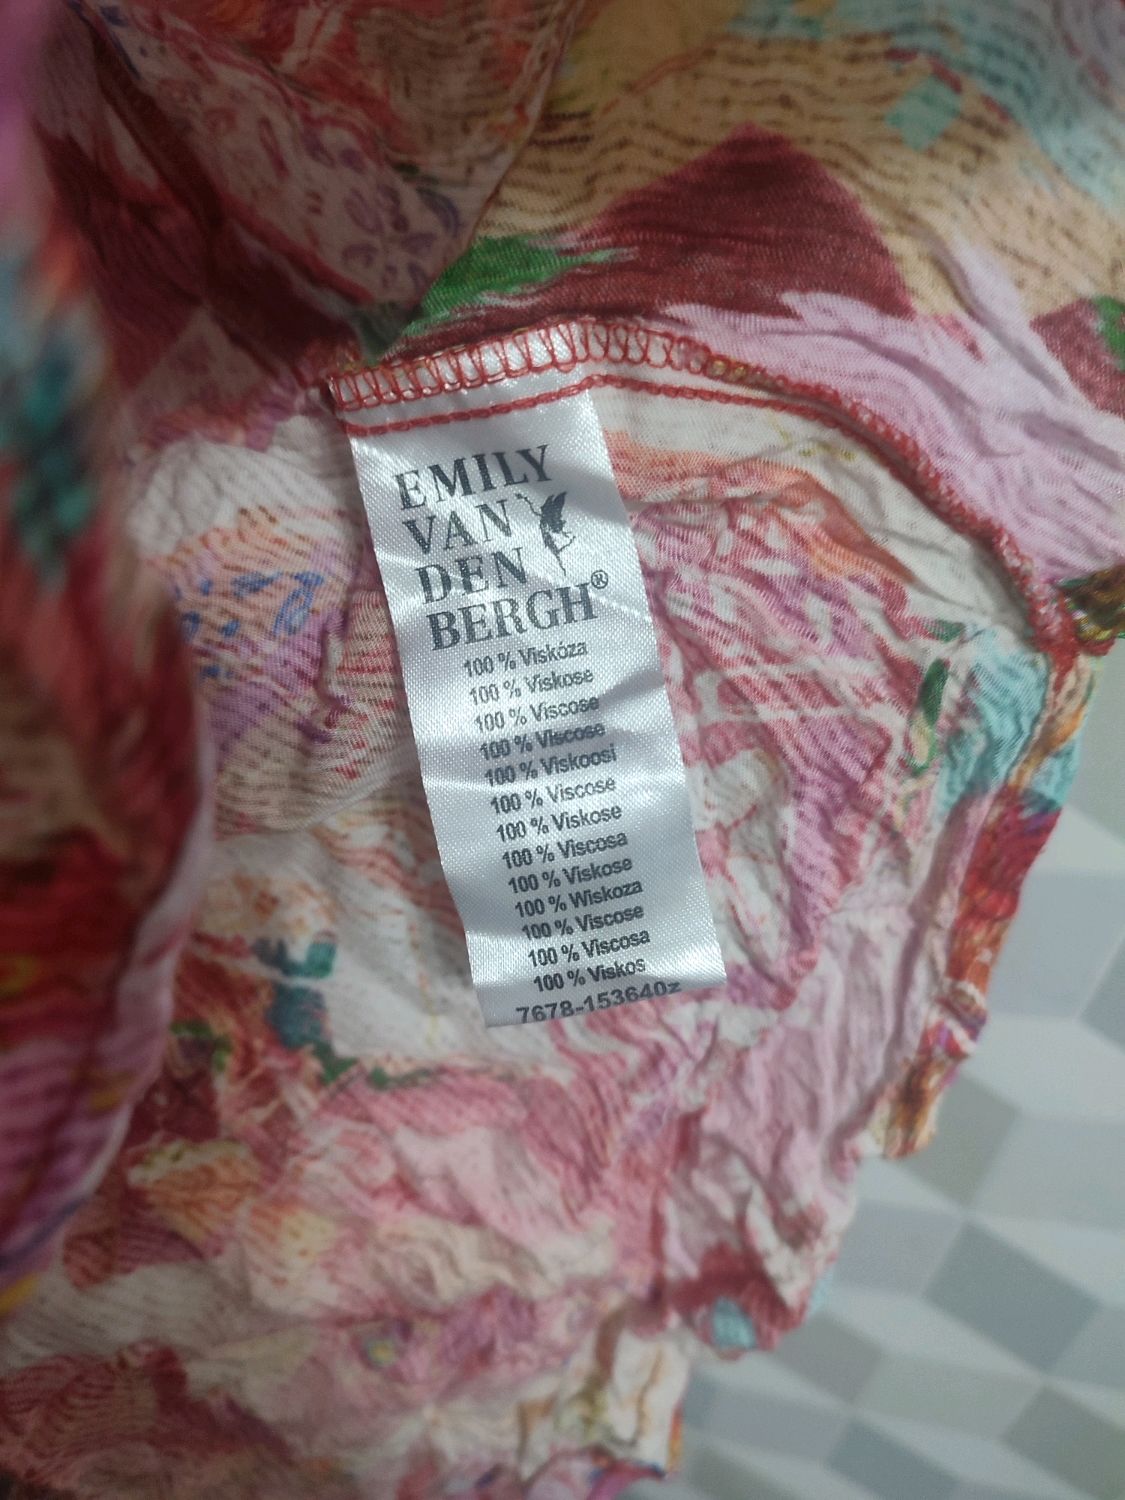 EMILY
VAN
DEN
BERGH®
100 % Viskóza
100 % Viskose
100 % Viscose
100 % Viscose
100 % Viskoosi
100 % Viscose
100 % Viskose
100 % Viscosa
100 % Viskose
100 % Wiskoza
100 % Viscose
100 % Viscosa
100 % Viskos
7678-153640z